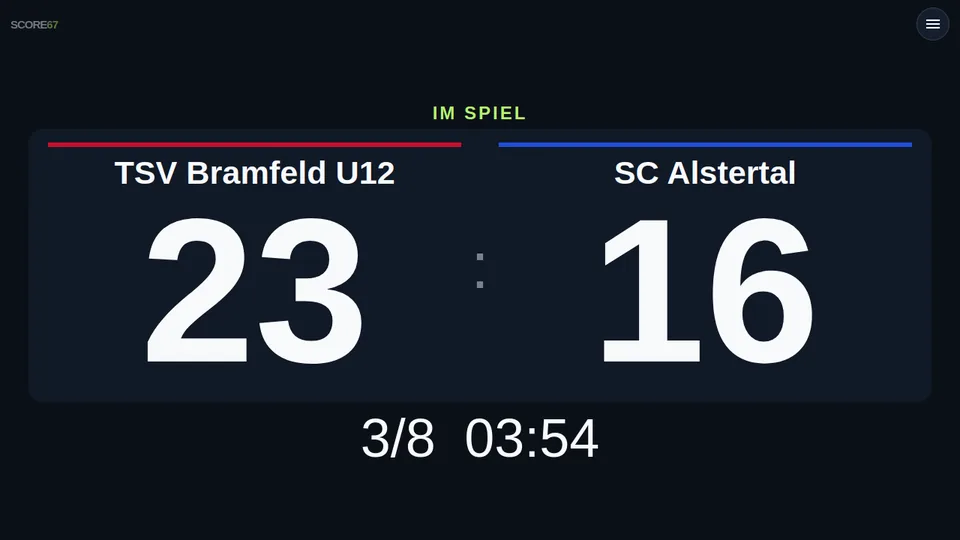 SCORE67
IM SPIEL
TSV Bramfeld U12
SC Alstertal
23 : 16
3/8 03:54